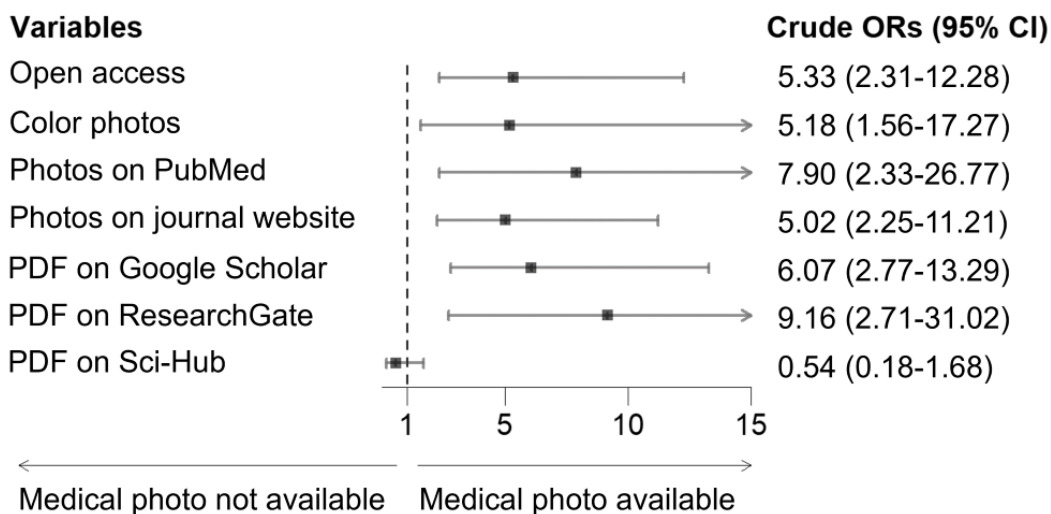 Variables Crude ORs (95% CI)
Open access 5.33 (2.31-12.28)
Color photos 5.18 (1.56-17.27)
Photos on PubMed 7.90 (2.33-26.77)
Photos on journal website 5.02 (2.25-11.21)
PDF on Google Scholar 6.07 (2.77-13.29)
PDF on ResearchGate 9.16 (2.71-31.02)
PDF on Sci-Hub 0.54 (0.18-1.68)
1 5 10 15
Medical photo not available Medical photo available